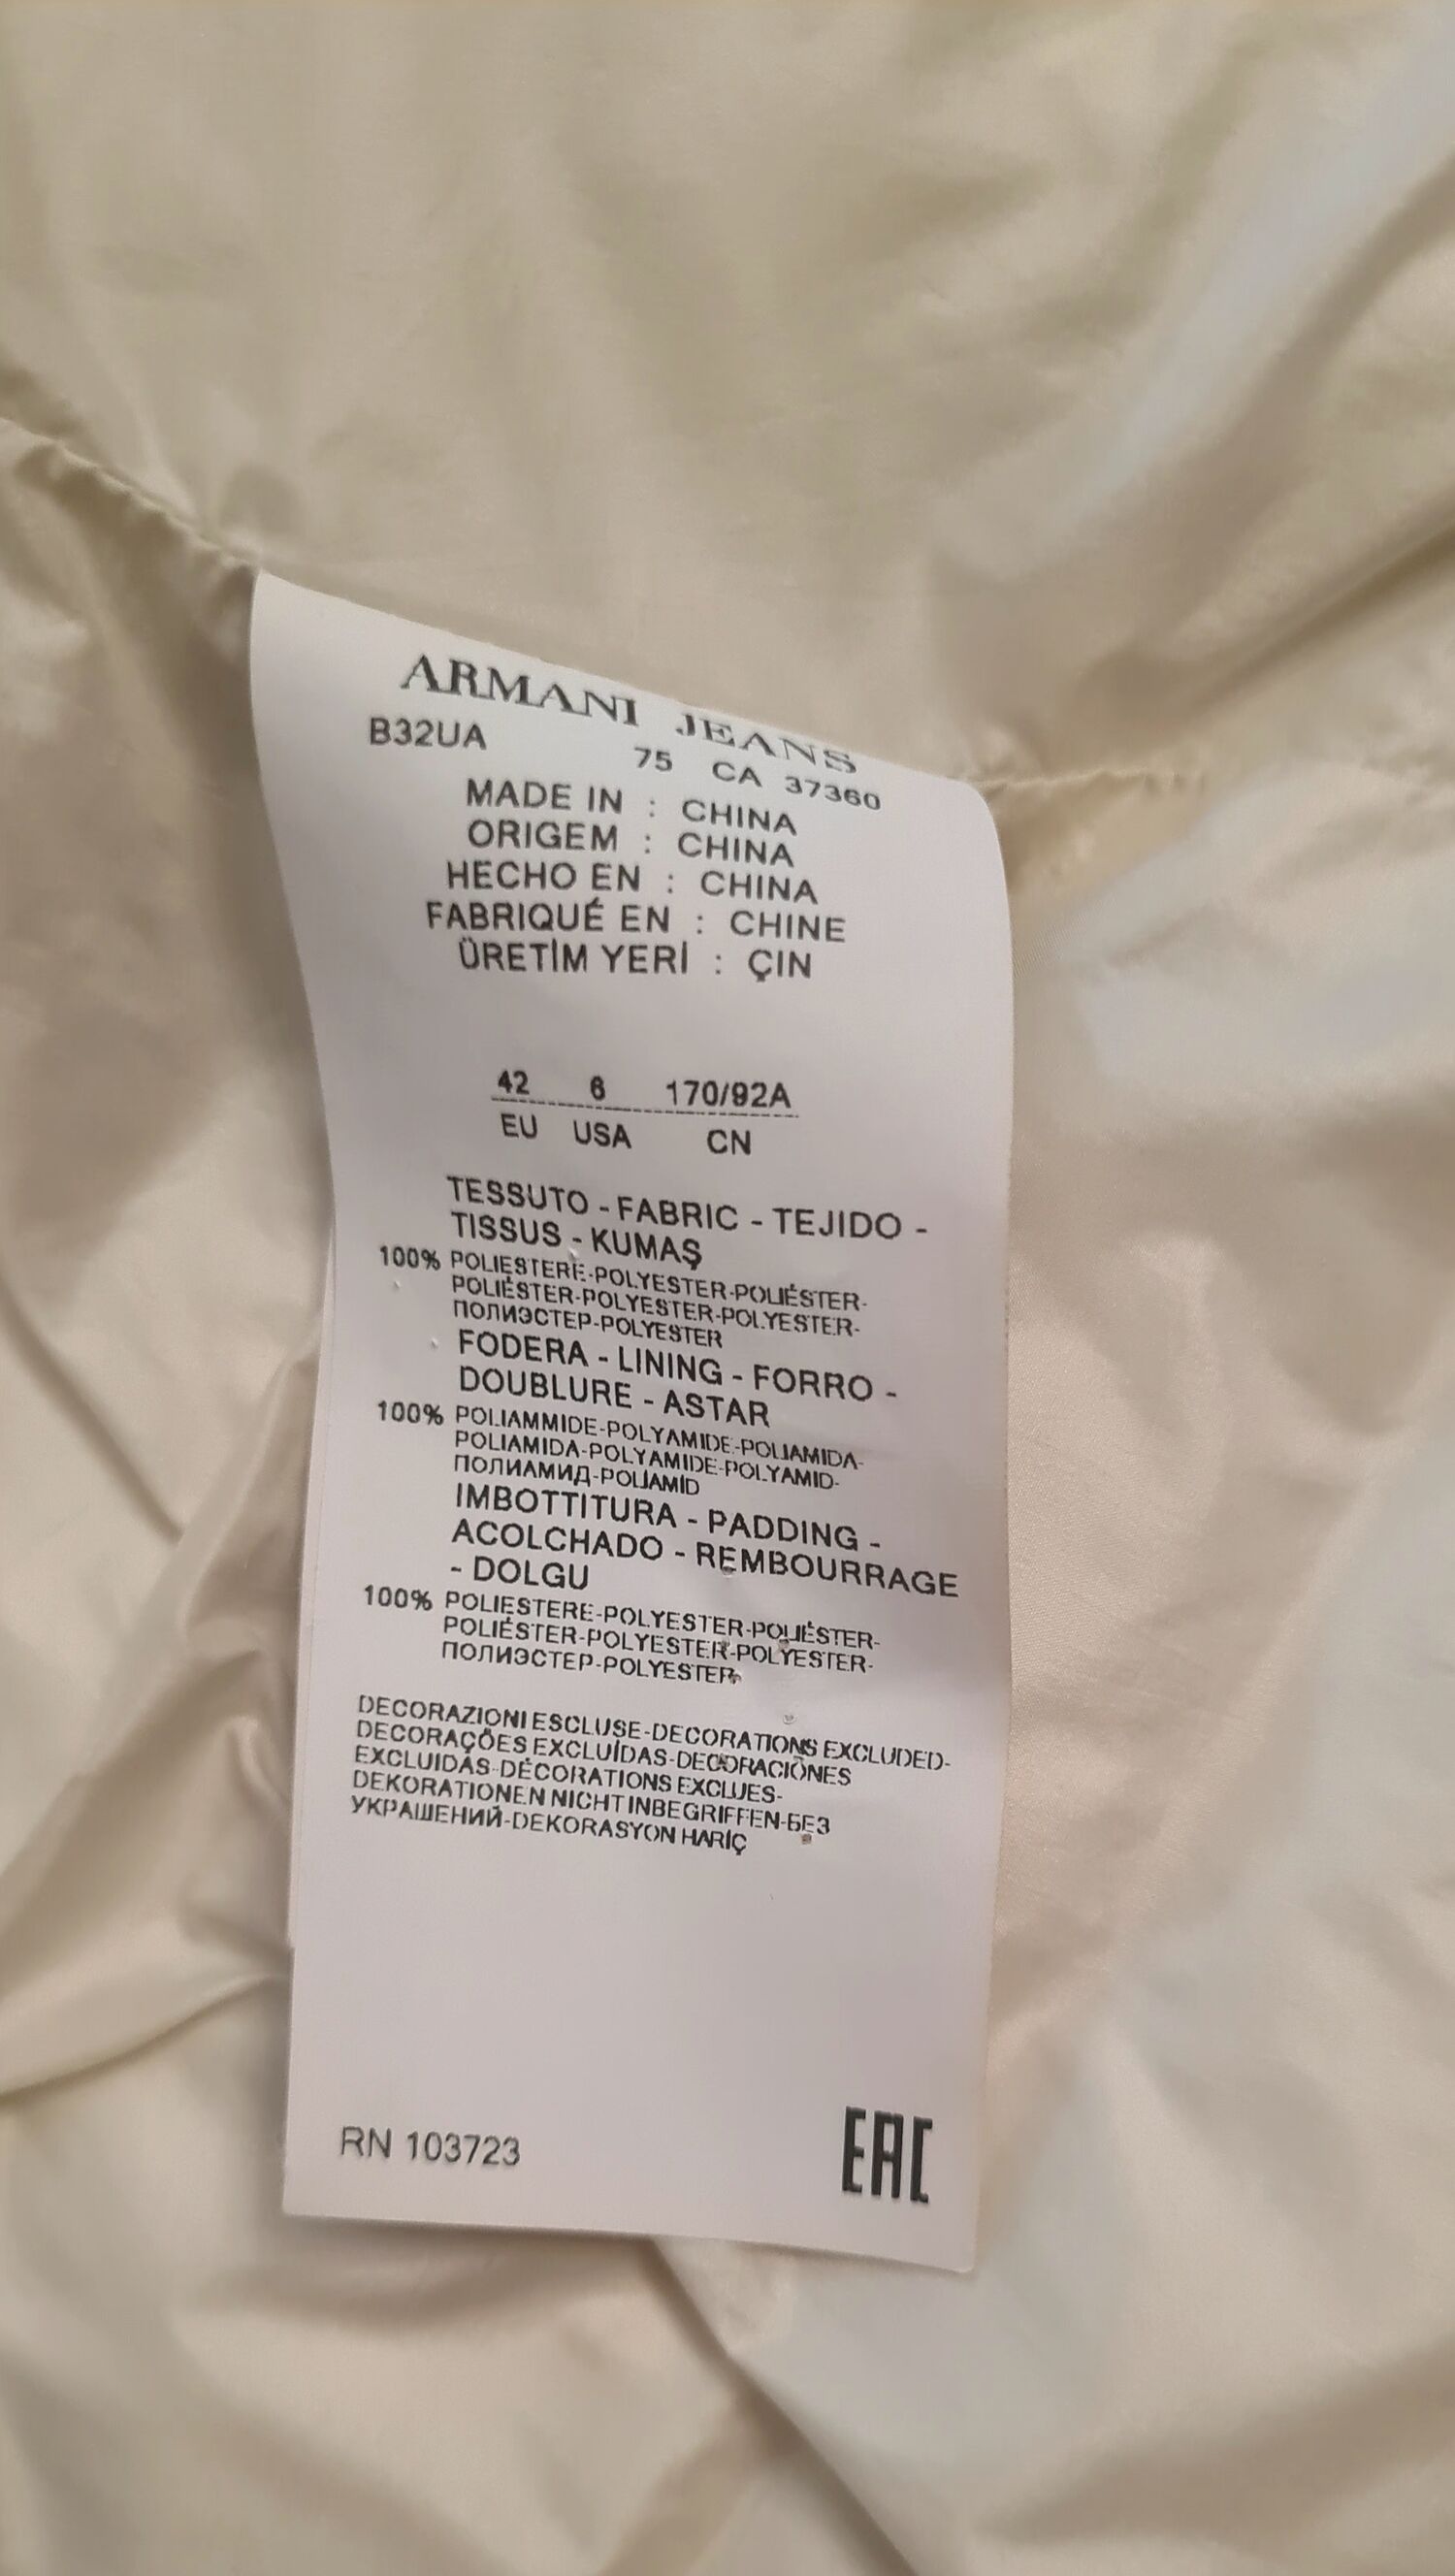 ARMANI JEANS
B32UA 75 CA 37360
MADE IN : CHINA
ORIGEM : CHINA
HECHO EN : CHINA
FABRIQUÉ EN : CHINE
ÜRETİM YERİ : ÇIN
42 6 170/92A
EU USA CN
TESSUTO - FABRIC - TEJIDO -
TISSUS - KUMAŞ
100% POLIESTERE-POLYESTER-POLIÉSTER-
POLIÉSTER-POLYESTER-POLYESTER-
ПОЛИЭСТЕР-POLYESTER
FODERA - LINING - FORRO -
DOUBLURE - ASTAR
100% POLIAMMIDE-POLYAMIDE-POLIAMIDA-
POLIAMIDA-POLYAMIDE-POLYAMID-
ПОЛИАМИД-POLIAMİD
IMBOTTITURA - PADDING -
ACOLCHADO - REMBOURRAGE
- DOLGU
100% POLIESTERE-POLYESTER-POLIÉSTER-
POLIÉSTER-POLYESTER-POLYESTER-
ПОЛИЭСТЕР-POLYESTER
DECORAZIONI ESCLUSE-DECORATIONS EXCLUDED-
DECORAÇÕES EXCLUÍDAS-DECORACIONES
EXCLUIDAS-DÉCORATIONS EXCLUES-
DEKORATIONEN NICHT INBEGRIFFEN-БЕЗ
УКРАШЕНИЙ-DEKORASYON HARİÇ
RN 103723 EAC